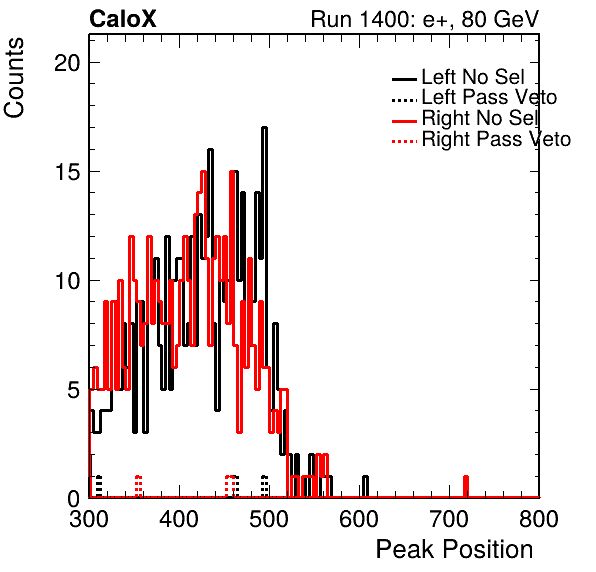 CaloX Run 1400: e+, 80 GeV
Counts
20
15
10
5
0
Left No Sel
Left Pass Veto
Right No Sel
Right Pass Veto
300 400 500 600 700 800
Peak Position